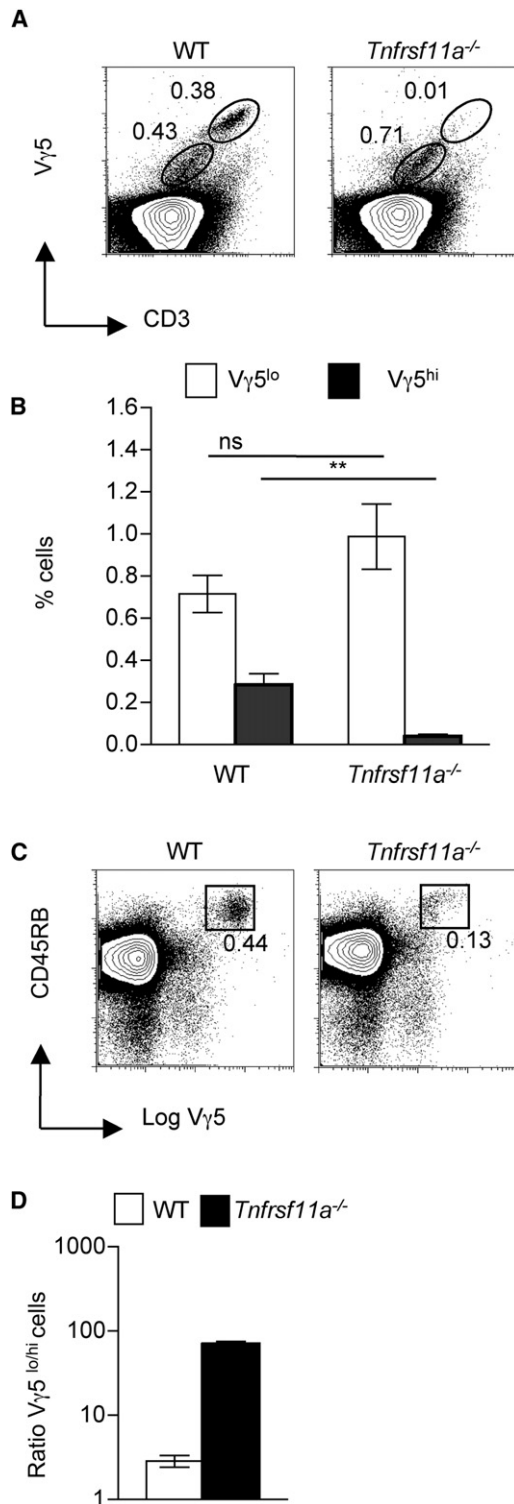 A
WT Tnfrsf11a-/-
0.38 0.01
0.43 0.71
Vγ5
CD3
Vγ5lo Vγ5hi
B
1.6
1.4
1.2
1.0
0.8
0.6
0.4
0.2
0.0
% cells
ns
**
WT Tnfrsf11a-/-
C
WT Tnfrsf11a-/-
0.44 0.13
CD45RB
Log Vγ5
D
WT Tnfrsf11a-/-
1000
100
10
1
Ratio Vγ5 lo/hi cells